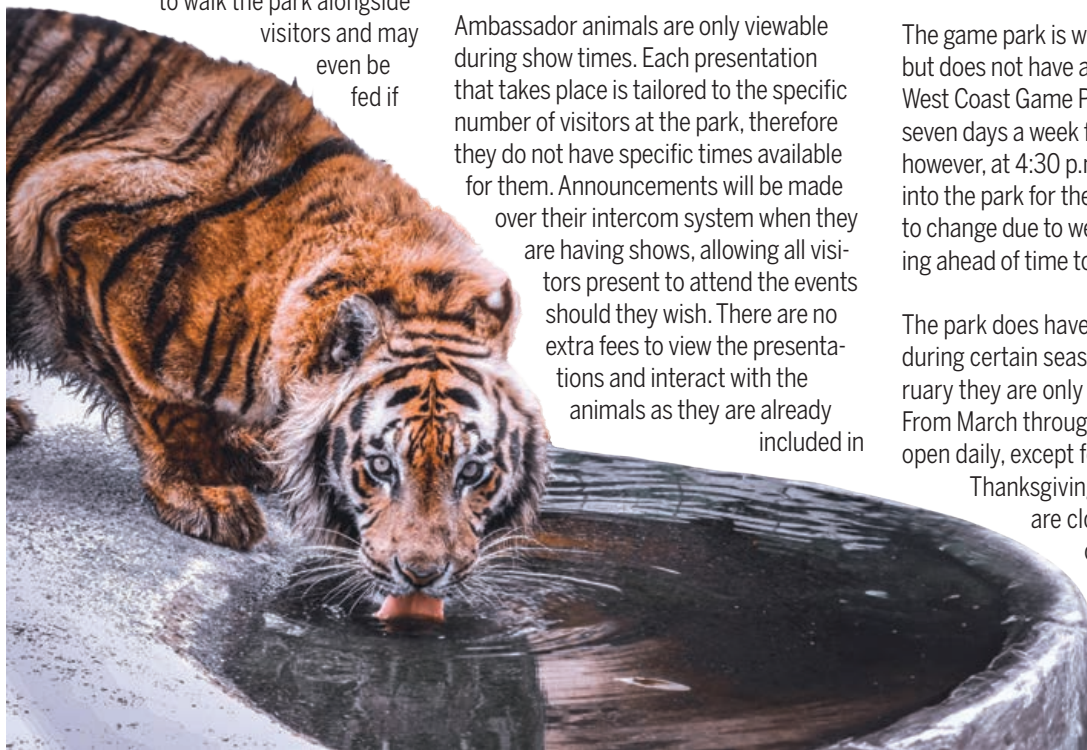 to walk the park alongside
visitors and may
even be
fed if
Ambassador animals are only viewable
during show times. Each presentation
that takes place is tailored to the specific
number of visitors at the park, therefore
they do not have specific times available
for them. Announcements will be made
over their intercom system when they
are having shows, allowing all visi-
tors present to attend the events
should they wish. There are no
extra fees to view the presenta-
tions and interact with the
animals as they are already
included in
The game park is
but does not have
West Coast Game
seven days a week
however, at 4:30
into the park for
to change due to
ing ahead of time
The park does have
during certain
ruary they are only
From March
open daily, except
Thanksgiving
are